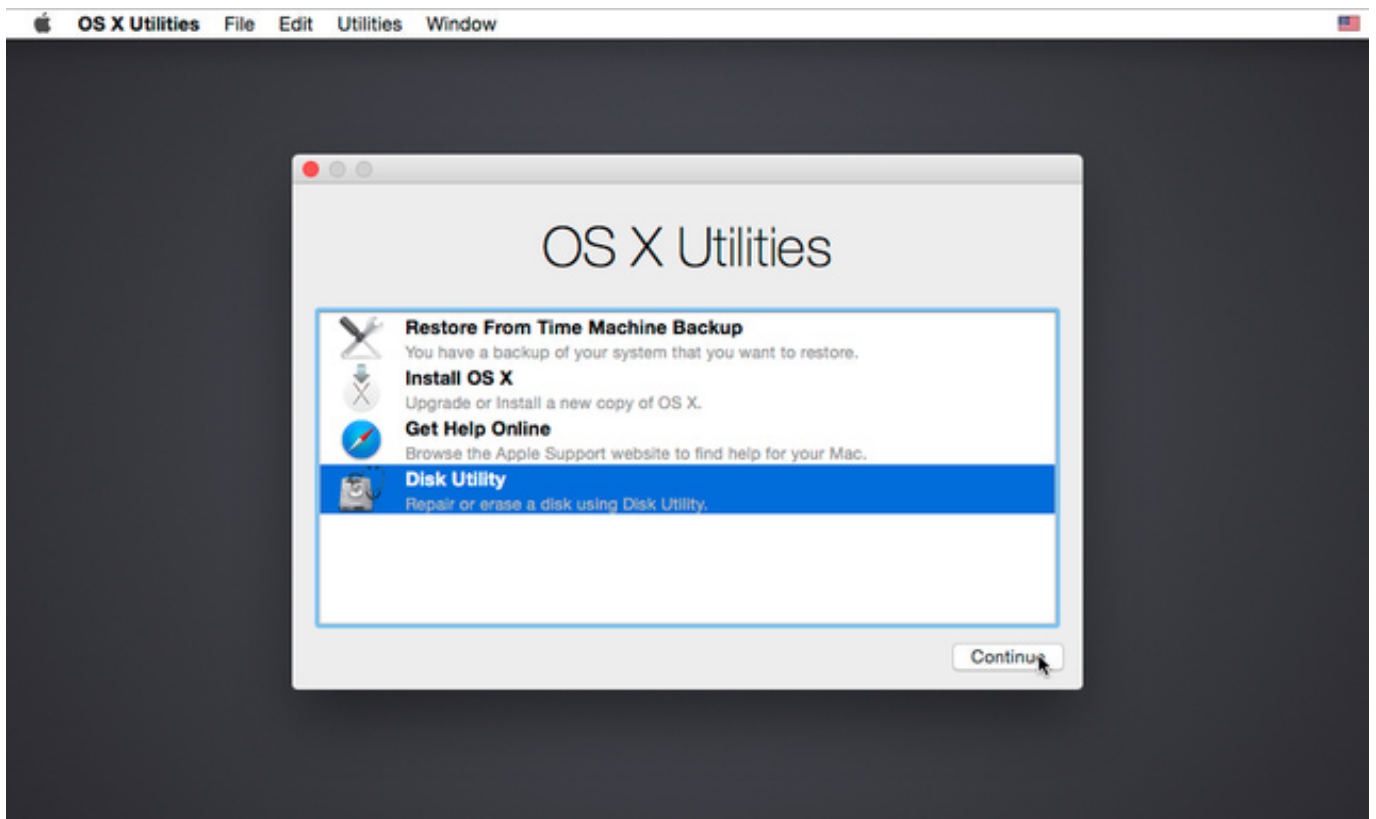 OS X Utilities File Edit Utilities Window
OS X Utilities
Restore From Time Machine Backup
You have a backup of your system that you want to restore.
Install OS X
Upgrade or Install a new copy of OS X.
Get Help Online
Browse the Apple Support website to find help for your Mac.
Disk Utility
Repair or erase a disk using Disk Utility.
Continue